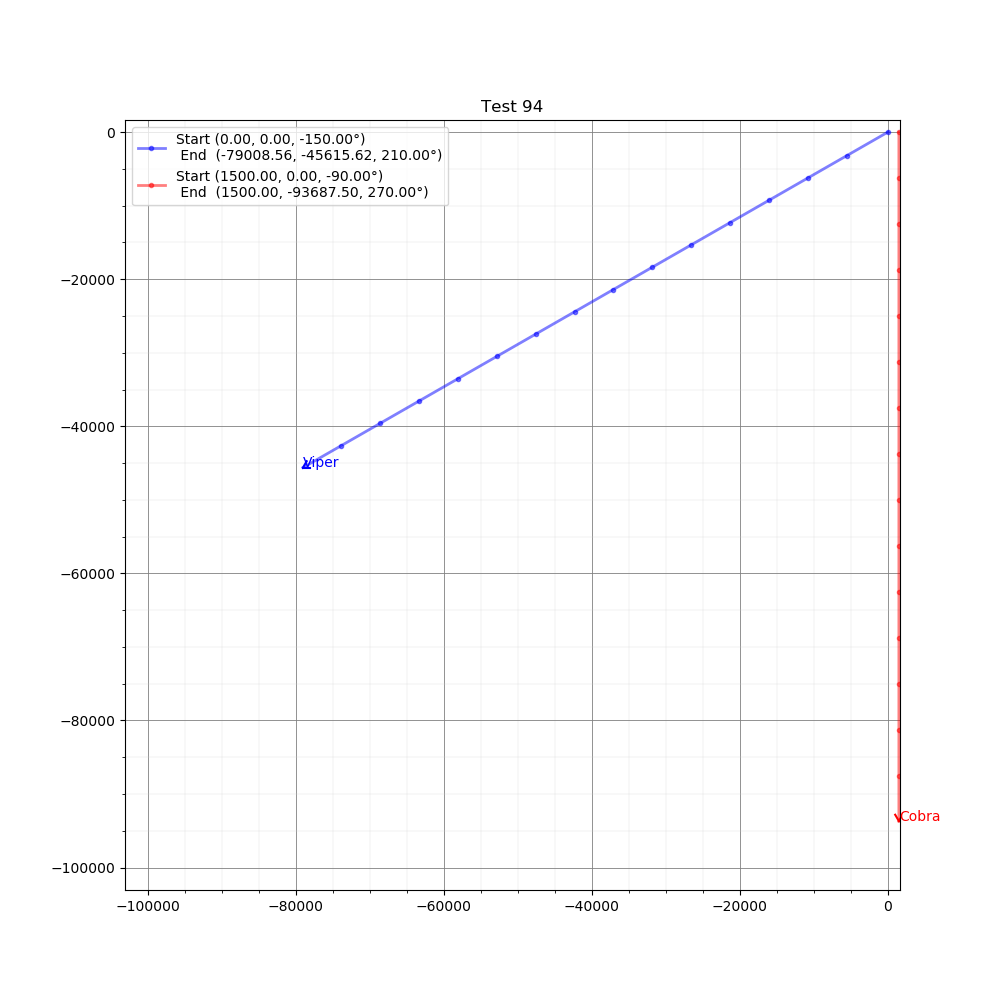 Test 94
Start (0.00, 0.00, -150.00°)
End (-79008.56, -45615.62, 210.00°)
Start (1500.00, 0.00, -90.00°)
End (1500.00, -93687.50, 270.00°)
0
−20000
−40000
−60000
−80000
−100000
Viper
Cobra
−100000 −80000 −60000 −40000 −20000 0